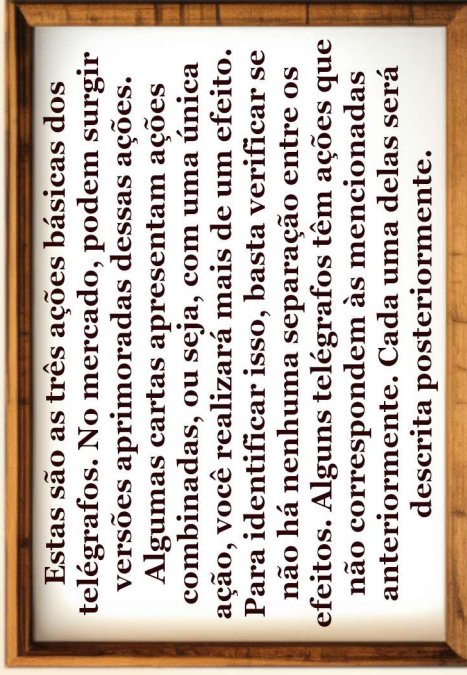 Estas são as três ações básicas dos
telégrafos. No mercado, podem surgir
versões aprimoradas dessas ações.
Algumas cartas apresentam ações
combinadas, ou seja, com uma única
ação, você realizará mais de um efeito.
Para identificar isso, basta verificar se
não há nenhuma separação entre os
efeitos. Alguns telégrafos têm ações que
não correspondem às mencionadas
anteriormente. Cada uma delas será
descrita posteriormente.